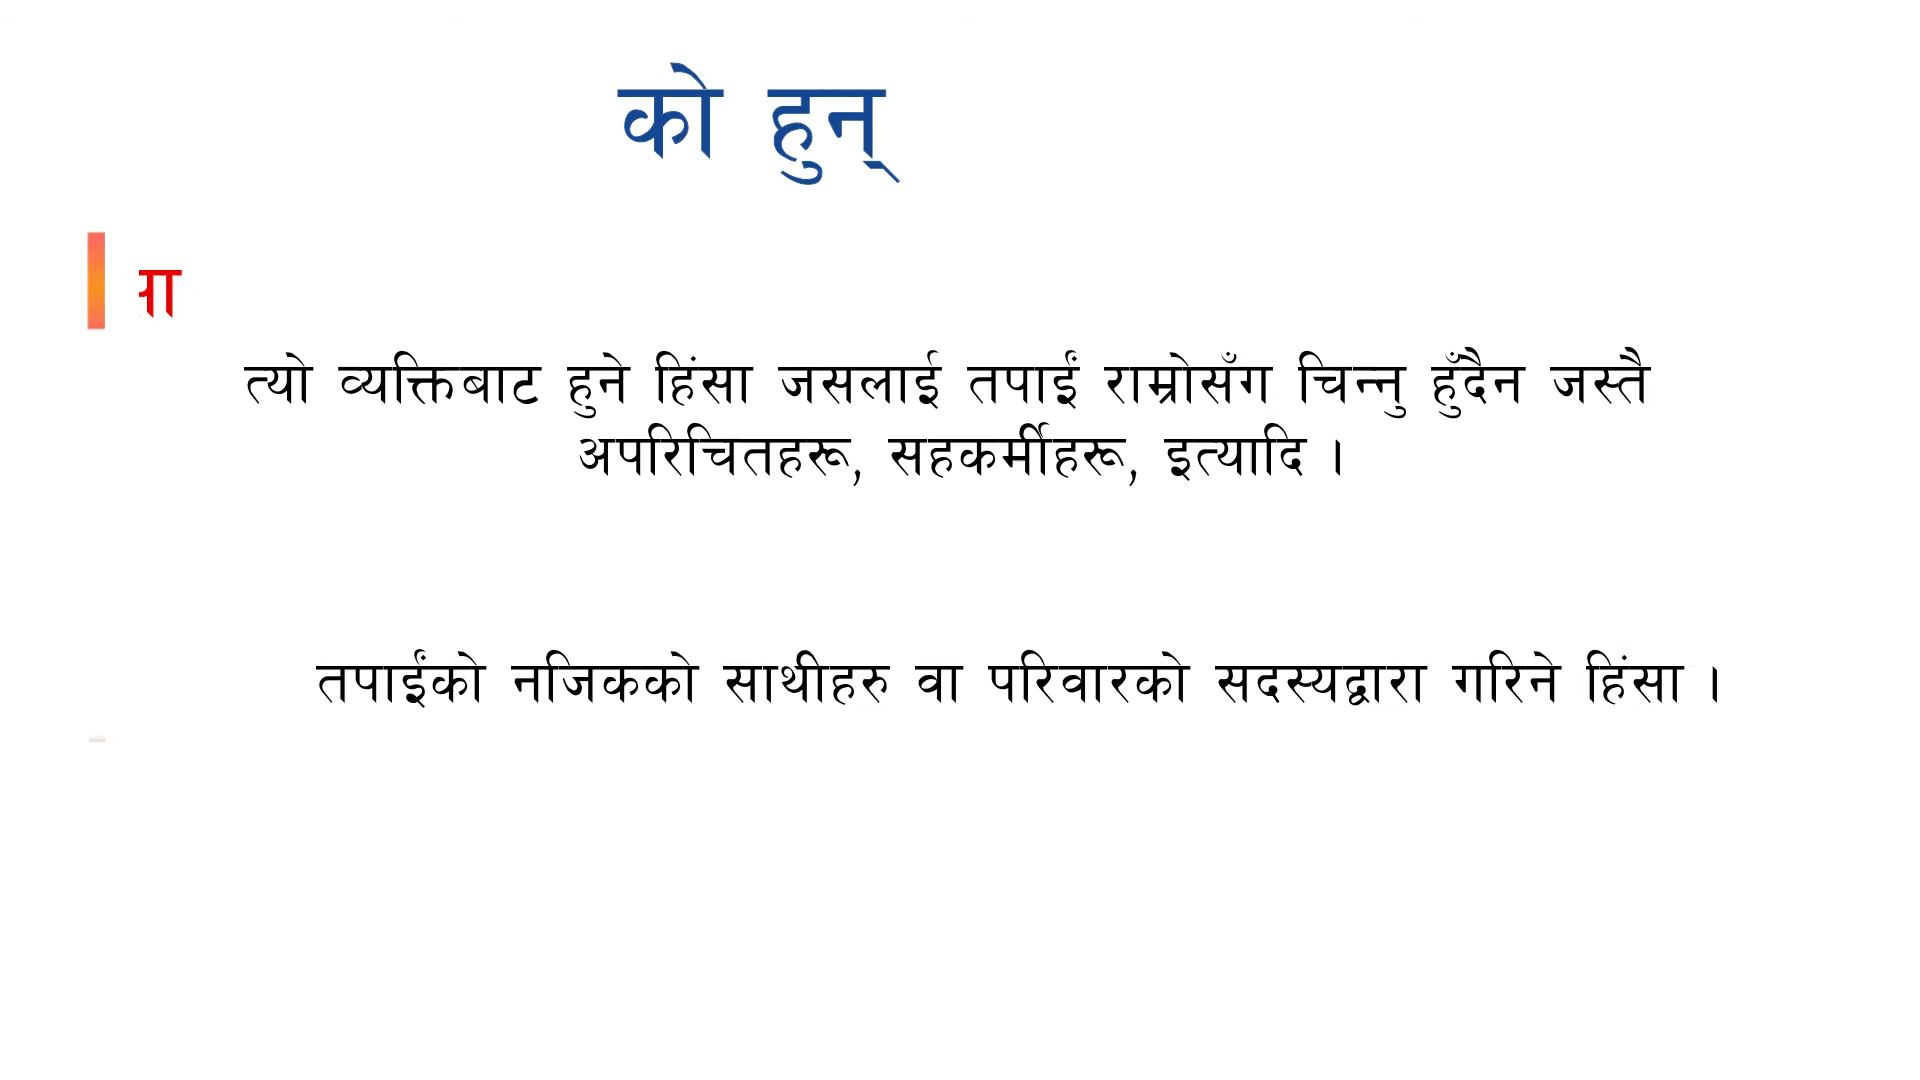 को हुन्
त्यो व्यक्तिबाट हुने हिंसा जसलाई तपाईं राम्रोसँग चिन्नु हुँदैन जस्तै
अपरिचितहरू, सहकर्मीहरू, इत्यादि ।
तपाईंको नजिकको साथीहरु वा परिवारको सदस्यद्वारा गरिने हिंसा ।